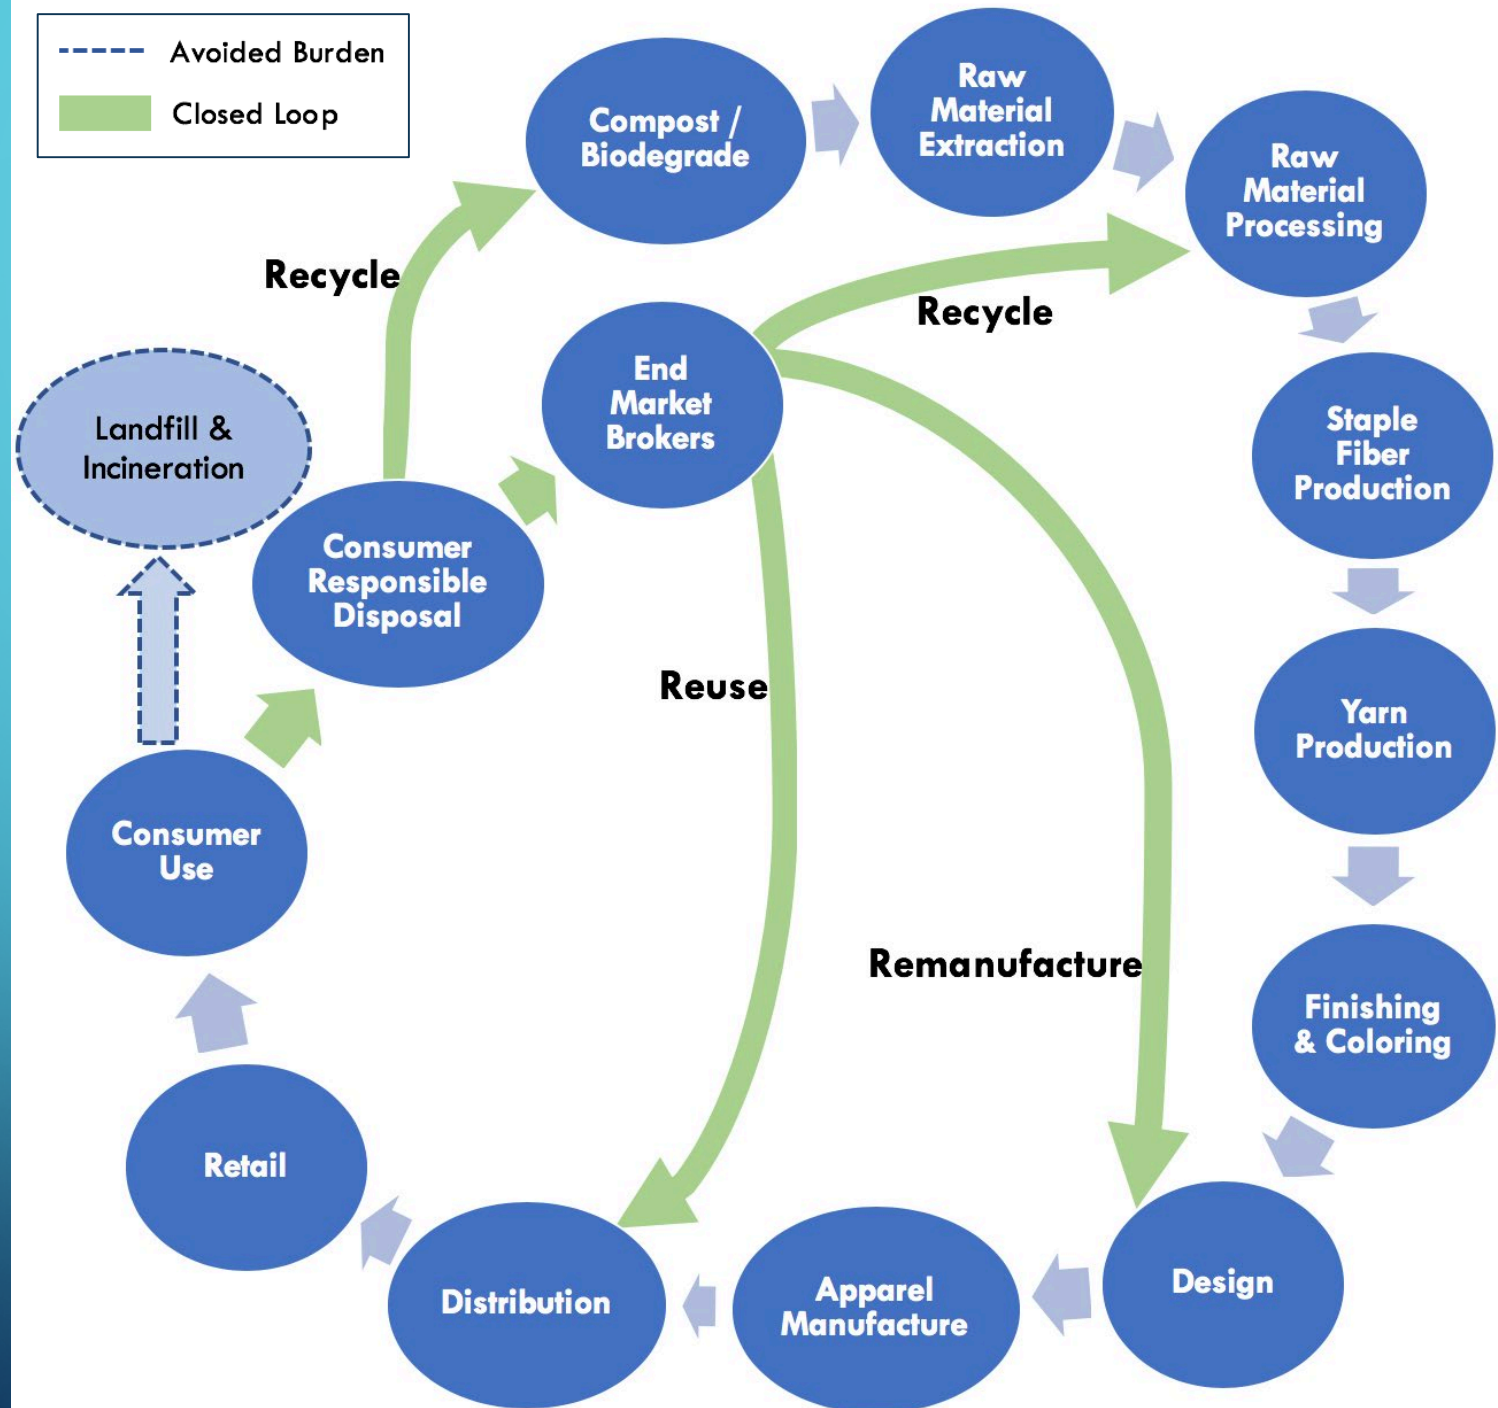 Avoided Burden
Closed Loop
Compost /
Biodegrade
Raw
Material
Extraction
Raw
Material
Processing
Recycle
Recycle
End
Market
Brokers
Landfill &
Incineration
Staple
Fiber
Production
Consumer
Responsible
Disposal
Reuse
Yarn
Production
Consumer
Use
Remanufacture
Finishing
& Coloring
Retail
Design
Apparel
Manufacture
Distribution